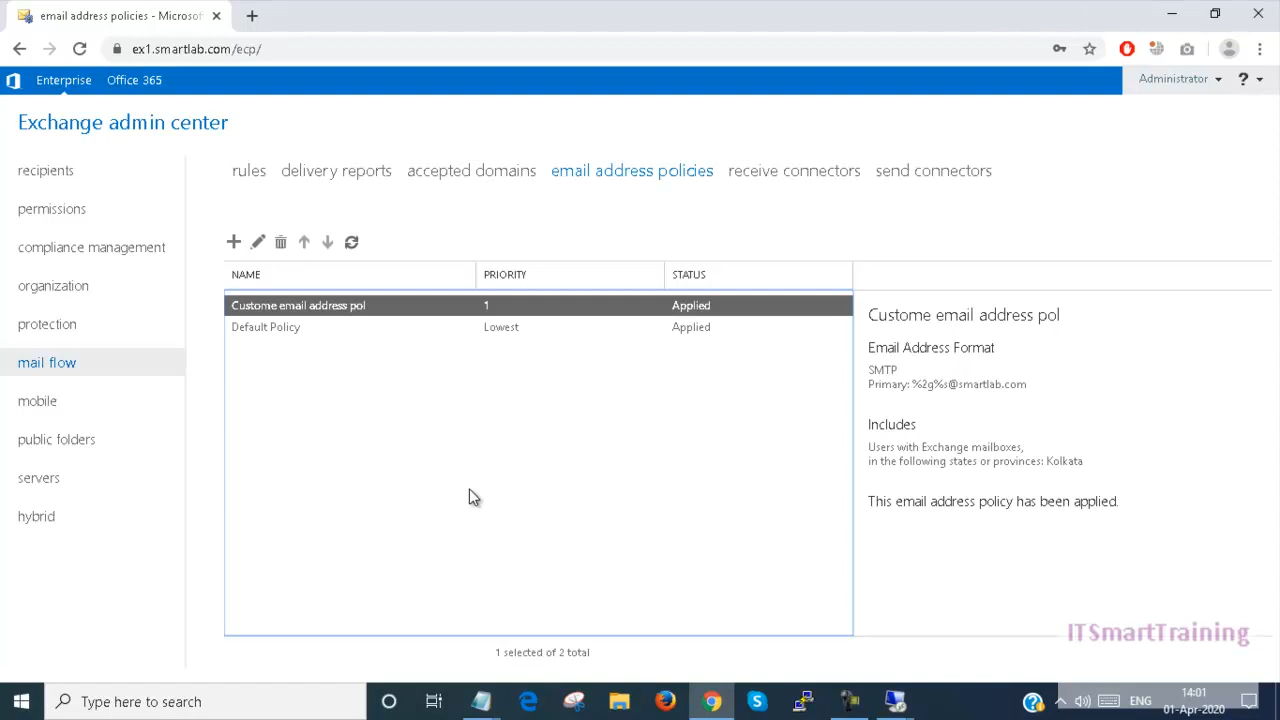 email address policies - Microsof
ex1.smartlab.com/ecp/
Enterprise Office 365
Administrator ?
Exchange admin center
recipients
permissions
compliance management
organization
protection
mail flow
mobile
public folders
servers
hybrid
rules delivery reports accepted domains email address policies receive connectors send connectors
NAME PRIORITY STATUS
Custome email address pol 1 Applied
Default Policy Lowest Applied
1 selected of 2 total
Custome email address pol
Email Address Format
SMTP
Primary: %2g%s@smartlab.com
Includes
Users with Exchange mailboxes,
in the following states or provinces: Kolkata
This email address policy has been applied.
ITSmartTraining
Type here to search
ENG
14:01
01-Apr-2020